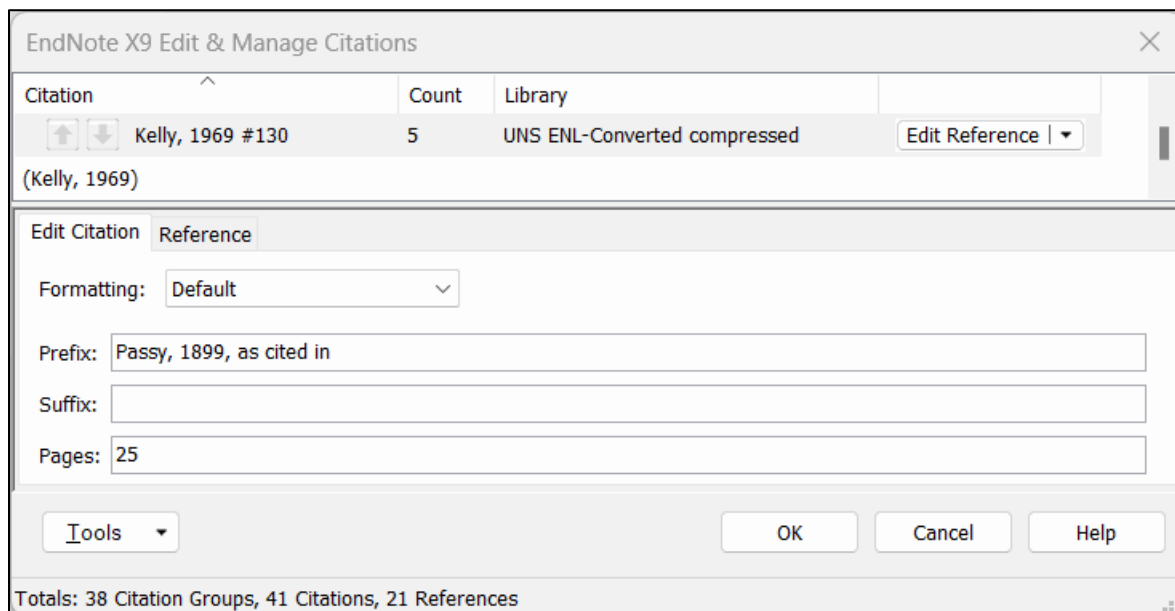 EndNote X9 Edit & Manage Citations
Citation Count Library
Kelly, 1969 #130 5 UNS ENL-Converted compressed Edit Reference
(Kelly, 1969)
Edit Citation Reference
Formatting: Default
Prefix: Passy, 1899, as cited in
Suffix:
Pages: 25
Tools OK Cancel Help
Totals: 38 Citation Groups, 41 Citations, 21 References